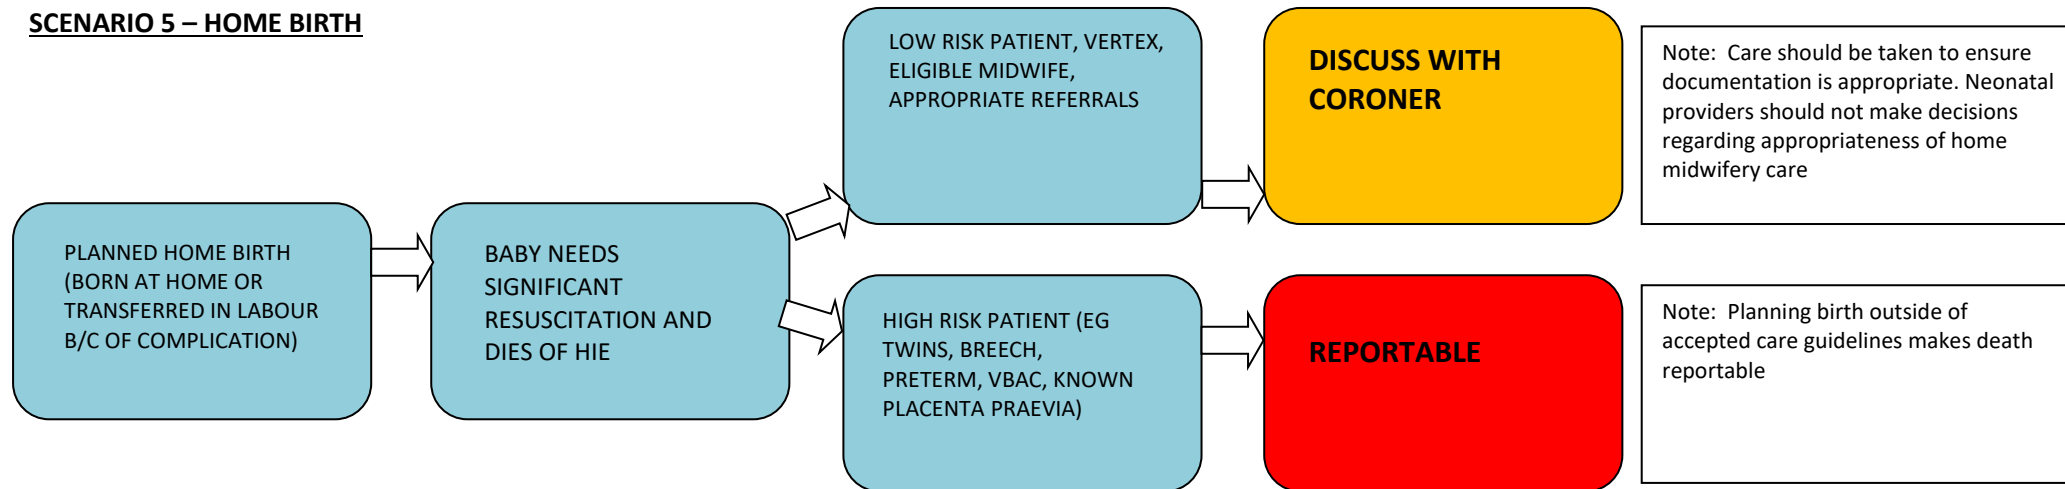 SCENARIO 5 – HOME BIRTH
PLANNED HOME BIRTH
(BORN AT HOME OR
TRANSFERRED IN LABOUR
B/C OF COMPLICATION)
BABY NEEDS
SIGNIFICANT
RESUSCITATION AND
DIES OF HIE
LOW RISK PATIENT, VERTEX,
ELIGIBLE MIDWIFE,
APPROPRIATE REFERRALS
DISCUSS WITH
CORONER
Note:  Care should be taken to ensure
documentation is appropriate. Neonatal
providers should not make decisions
regarding appropriateness of home
midwifery care
HIGH RISK PATIENT (EG
TWINS, BREECH,
PRETERM, VBAC, KNOWN
PLACENTA PRAEVIA)
REPORTABLE
Note:  Planning birth outside of
accepted care guidelines makes death
reportable